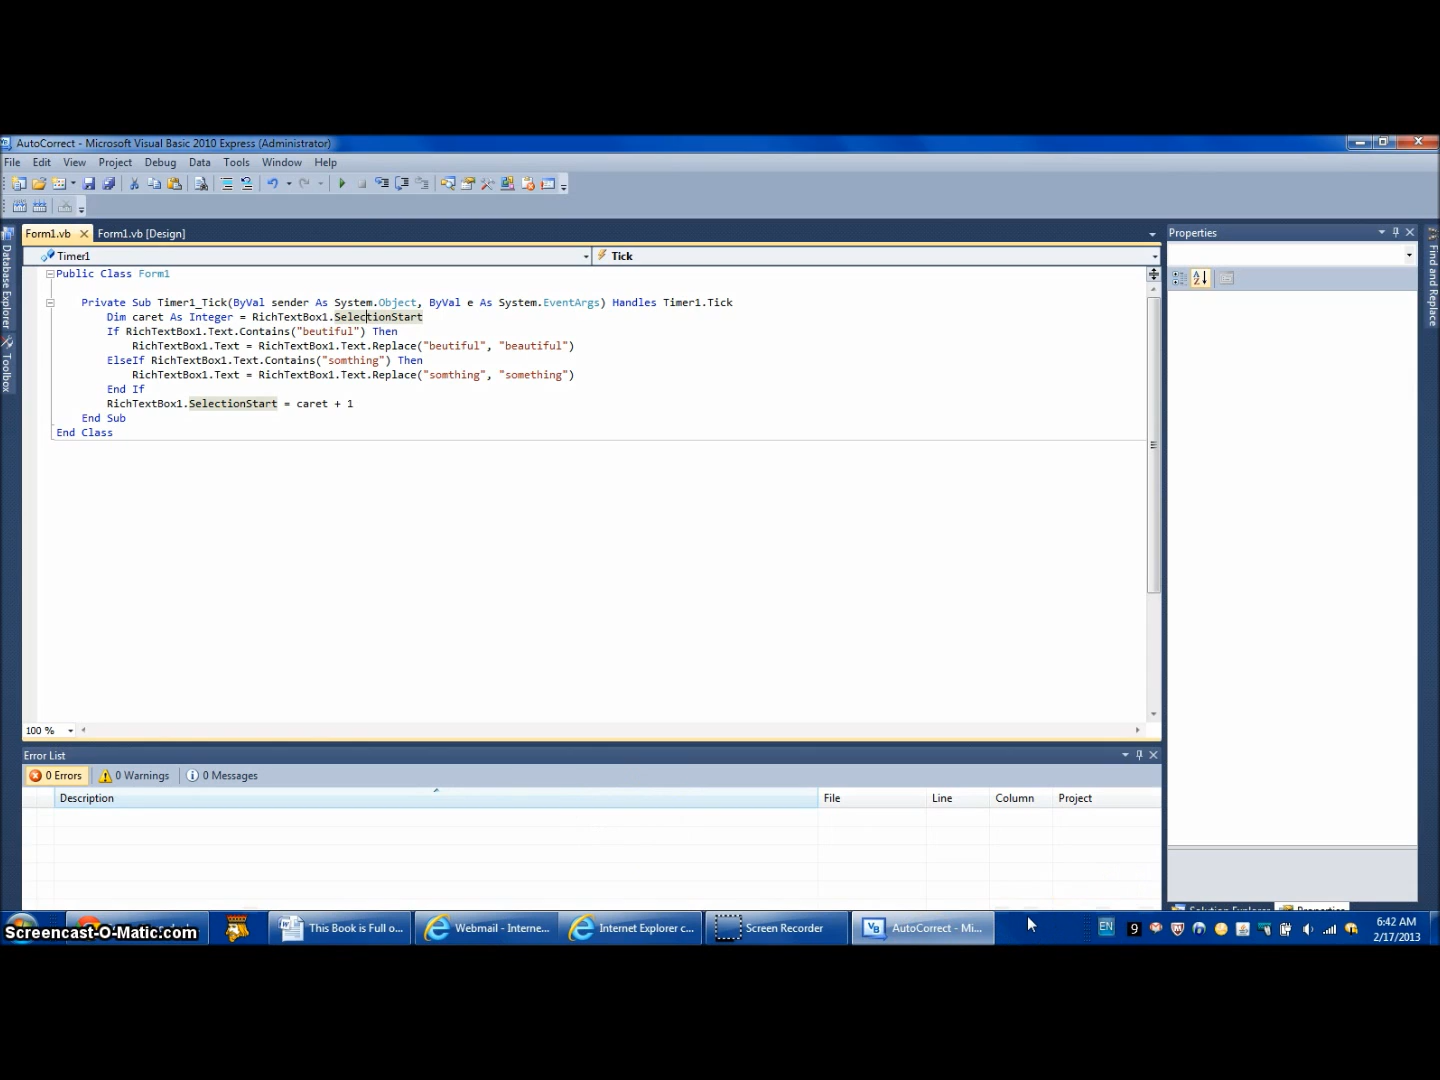 AutoCorrect - Microsoft Visual Basic 2010 Express (Administrator)
File Edit View Project Debug Data Tools Window Help
Form1.vb Form1.vb [Design]
Properties
Timer1 Tick
Public Class Form1
Private Sub Timer1_Tick(ByVal sender As System.Object, ByVal e As System.EventArgs) Handles Timer1.Tick
Dim caret As Integer = RichTextBox1.SelectionStart
If RichTextBox1.Text.Contains("beutiful") Then
RichTextBox1.Text = RichTextBox1.Text.Replace("beutiful", "beautiful")
ElseIf RichTextBox1.Text.Contains("somthing") Then
RichTextBox1.Text = RichTextBox1.Text.Replace("somthing", "something")
End If
RichTextBox1.SelectionStart = caret + 1
End Sub
End Class
Database Explorer
Toolbox
Find and Replace
100 %
Error List
0 Errors 0 Warnings 0 Messages
Description File Line Column Project
Solution Explorer Properties
Screencast-O-Matic.com
This Book is Full o...
Webmail - Interne...
Internet Explorer c...
Screen Recorder
AutoCorrect - Mi...
EN
9
6:42 AM
2/17/2013